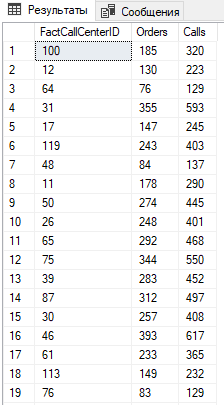 Результаты Сообщения
FactCallCenterID Orders Calls
1 100 185 320
2 12 130 223
3 64 76 129
4 31 355 593
5 17 147 245
6 119 243 403
7 48 84 137
8 11 178 290
9 50 274 445
10 26 248 401
11 65 292 468
12 75 344 550
13 39 283 452
14 87 312 497
15 30 257 408
16 46 393 617
17 61 233 365
18 113 149 232
19 76 83 129